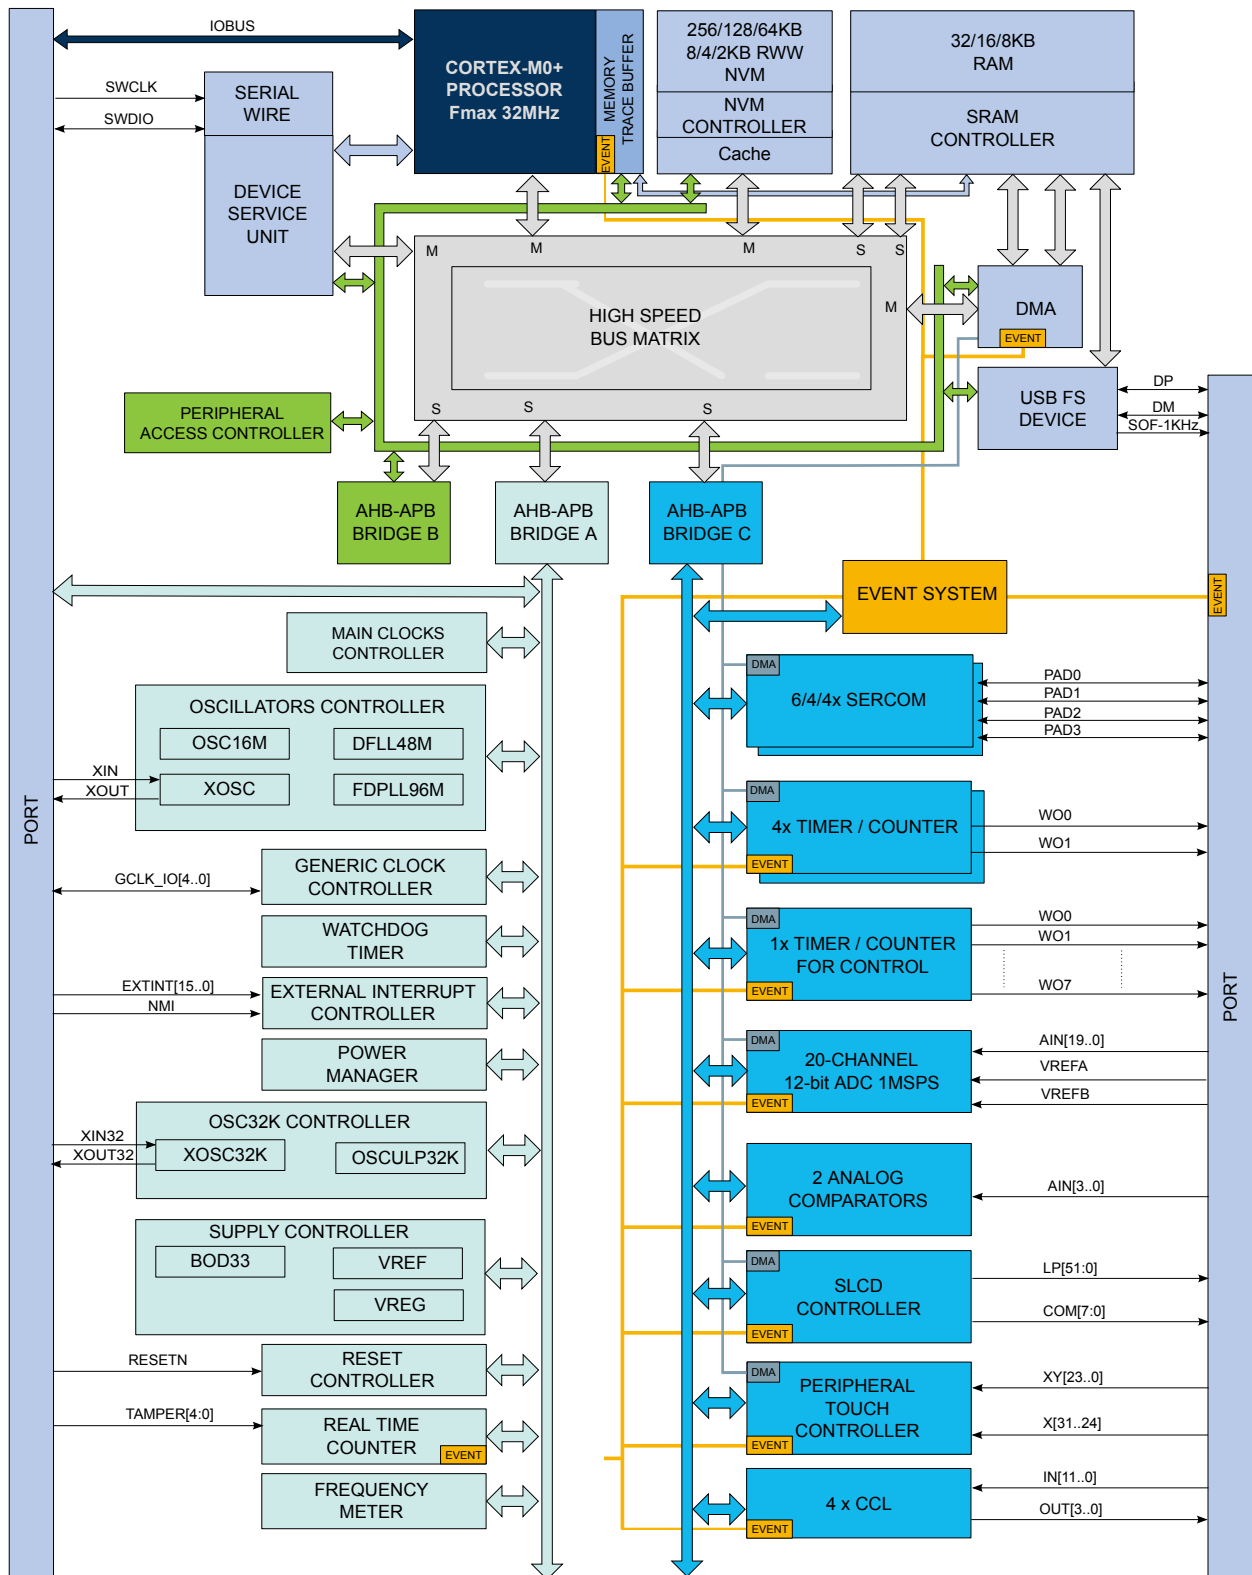 IOBUS
CORTEX-M0+
PROCESSOR
Fmax 32MHz
MEMORY
TRACE BUFFER
EVENT
256/128/64KB
8/4/2KB RWW
NVM
NVM
CONTROLLER
Cache
32/16/8KB
RAM
SRAM
CONTROLLER
SWCLK
SWDIO
SERIAL
WIRE
DEVICE
SERVICE
UNIT
M
M
M
S
S
M
HIGH SPEED
BUS MATRIX
S
S
S
DMA
EVENT
USB FS
DEVICE
DP
DM
SOF-1KHz
PERIPHERAL
ACCESS CONTROLLER
AHB-APB
BRIDGE B
AHB-APB
BRIDGE A
AHB-APB
BRIDGE C
EVENT SYSTEM
EVENT
PORT
PORT
MAIN CLOCKS
CONTROLLER
OSCILLATORS CONTROLLER
OSC16M
DFLL48M
XOSC
FDPLL96M
XIN
XOUT
GENERIC CLOCK
CONTROLLER
GCLK_IO[4..0]
WATCHDOG
TIMER
EXTINT[15..0]
NMI
EXTERNAL INTERRUPT
CONTROLLER
POWER
MANAGER
OSC32K CONTROLLER
XOSC32K
OSCULP32K
XIN32
XOUT32
SUPPLY CONTROLLER
BOD33
VREF
VREG
RESETN
RESET
CONTROLLER
TAMPER[4:0]
REAL TIME
COUNTER
EVENT
FREQUENCY
METER
DMA
6/4/4x SERCOM
PAD0
PAD1
PAD2
PAD3
DMA
4x TIMER / COUNTER
EVENT
WO0
WO1
DMA
1x TIMER / COUNTER
FOR CONTROL
EVENT
WO0
WO1
WO7
DMA
20-CHANNEL
12-bit ADC 1MSPS
EVENT
AIN[19..0]
VREFA
VREFB
2 ANALOG
COMPARATORS
EVENT
AIN[3..0]
DMA
SLCD
CONTROLLER
EVENT
LP[51:0]
COM[7:0]
DMA
PERIPHERAL
TOUCH
CONTROLLER
EVENT
XY[23..0]
X[31..24]
4 x CCL
EVENT
IN[11..0]
OUT[3..0]